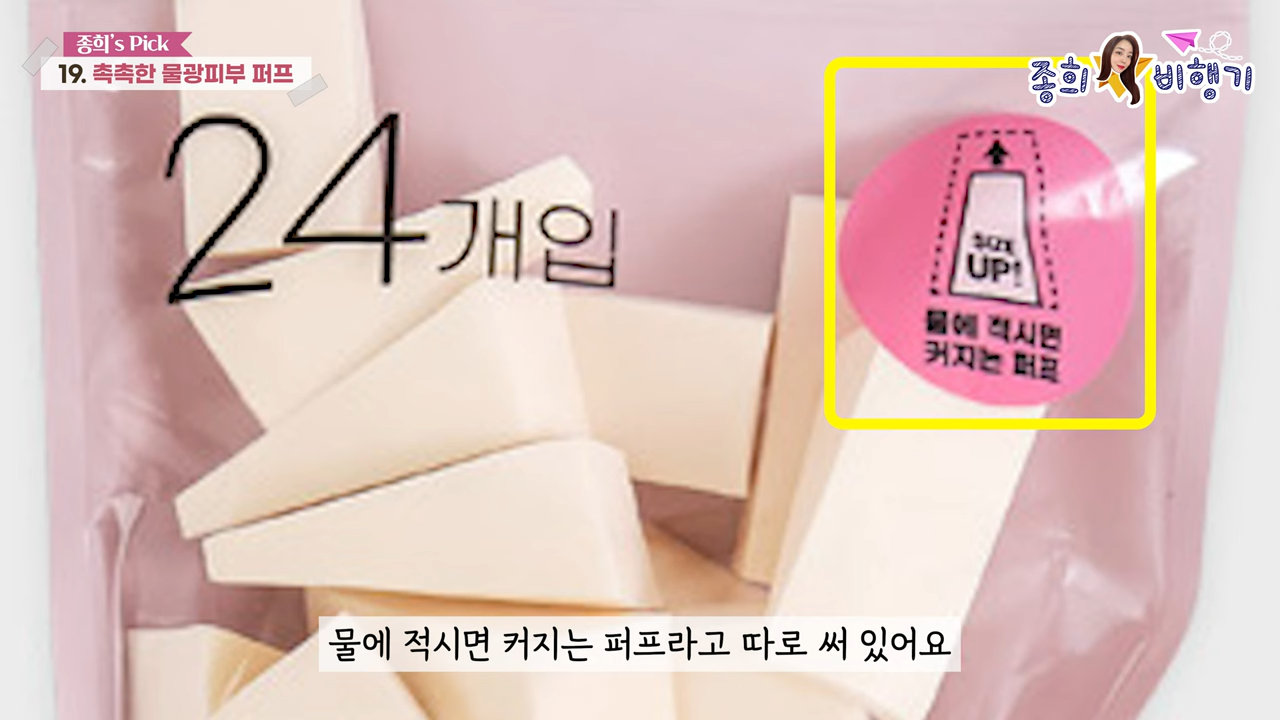 종희's Pick
19. 촉촉한 물광피부 퍼프
종희 비행기
24개입
SIZE
UP!
물에 적시면
커지는 퍼프
물에 적시면 커지는 퍼프라고 따로 써 있어요